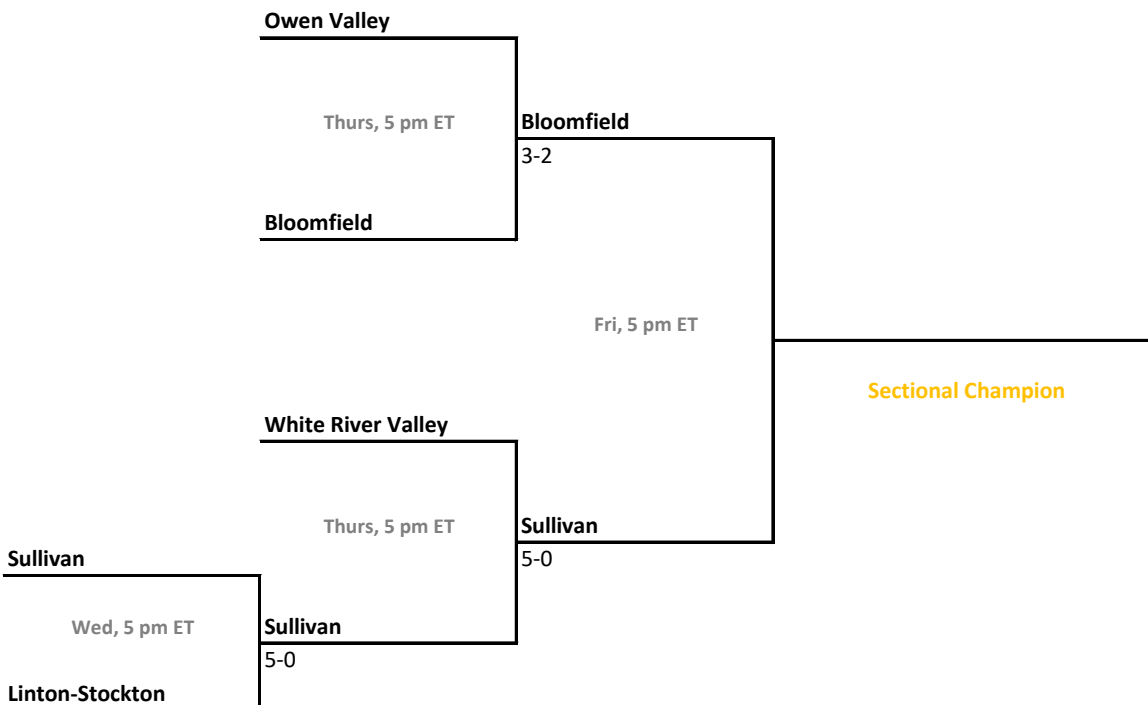 Owen Valley
Thurs, 5 pm ET
Bloomfield
3-2
Bloomfield
Fri, 5 pm ET
Sectional Champion
White River Valley
Thurs, 5 pm ET
Sullivan
5-0
Sullivan
Wed, 5 pm ET
Sullivan
5-0
Linton-Stockton